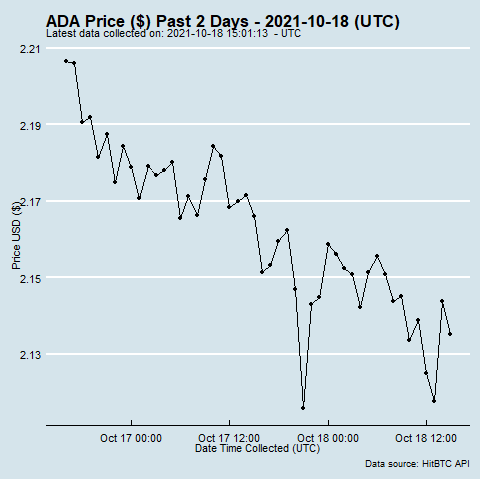 ADA Price ($) Past 2 Days - 2021-10-18 (UTC)
Latest data collected on: 2021-10-18 15:01:13 - UTC
2.21
2.19
2.17
2.15
2.13
Price USD ($)
Oct 17 00:00 Oct 17 12:00 Oct 18 00:00 Oct 18 12:00
Date Time Collected (UTC)
Data source: HitBTC API